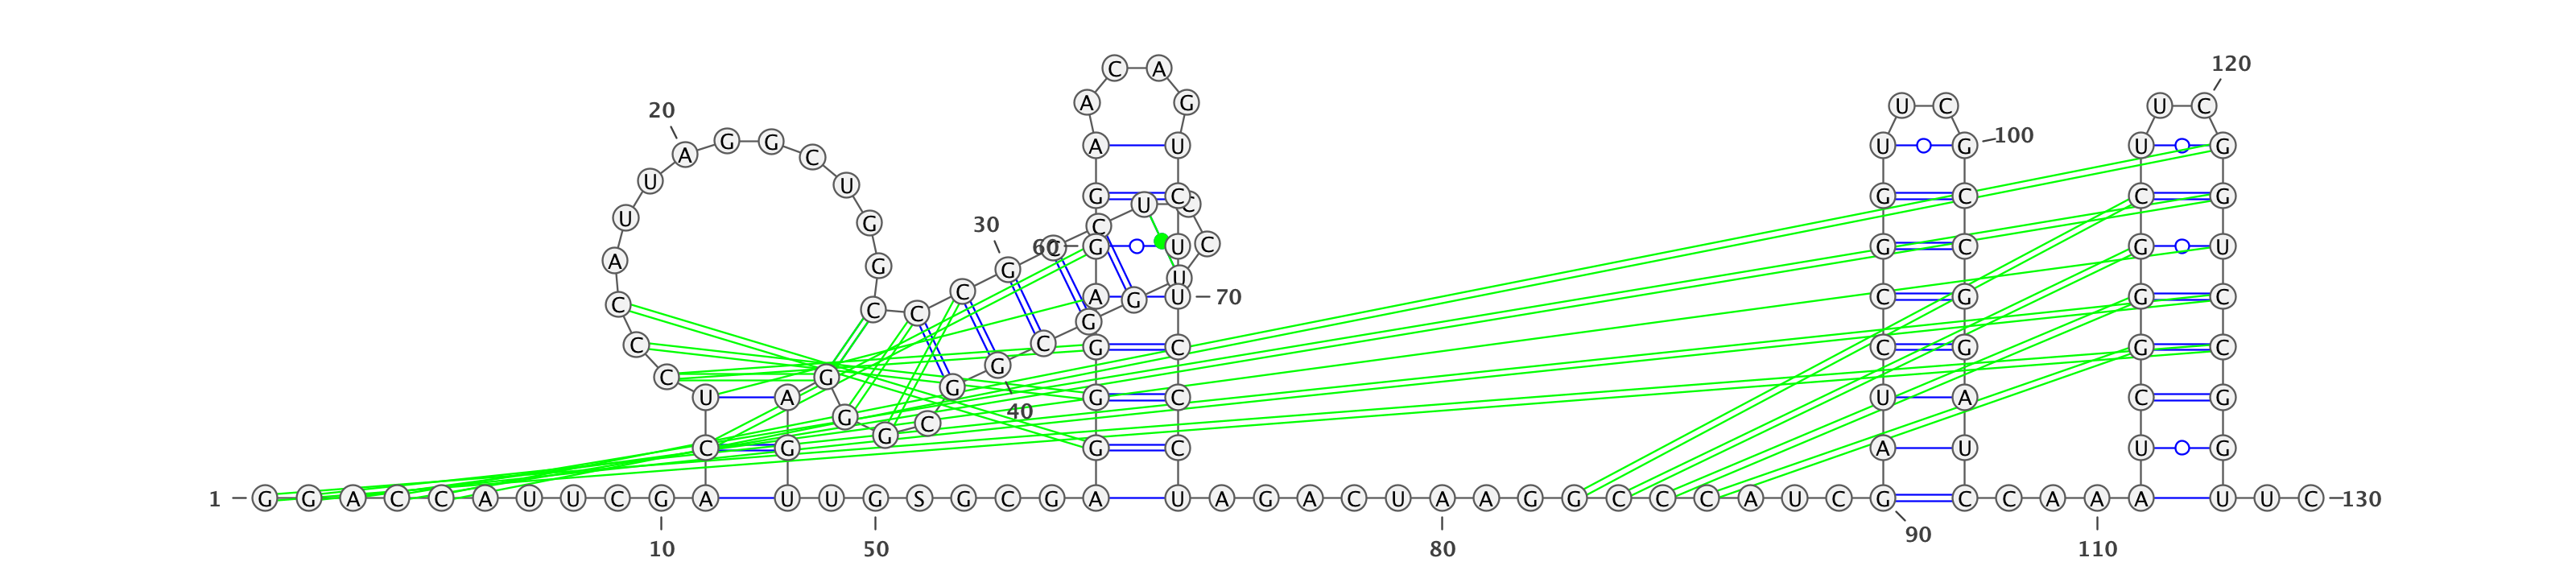 1
G G A C C A U U C G
10
A C U C C C A U U A
20
G G C U G G C C C G
30
C C U C C U G G C G
40
G C G G G A G U U G
50
S G C G A G G G A G
60
G A A C A G U C U U
70
C C C U A G A C U A
80
A G G C C C A U C G
90
A U C C G G U U C G
100
C C G G A U C C A A
110
A U C G G G C U U C
120
G G U C C G G U U C
130